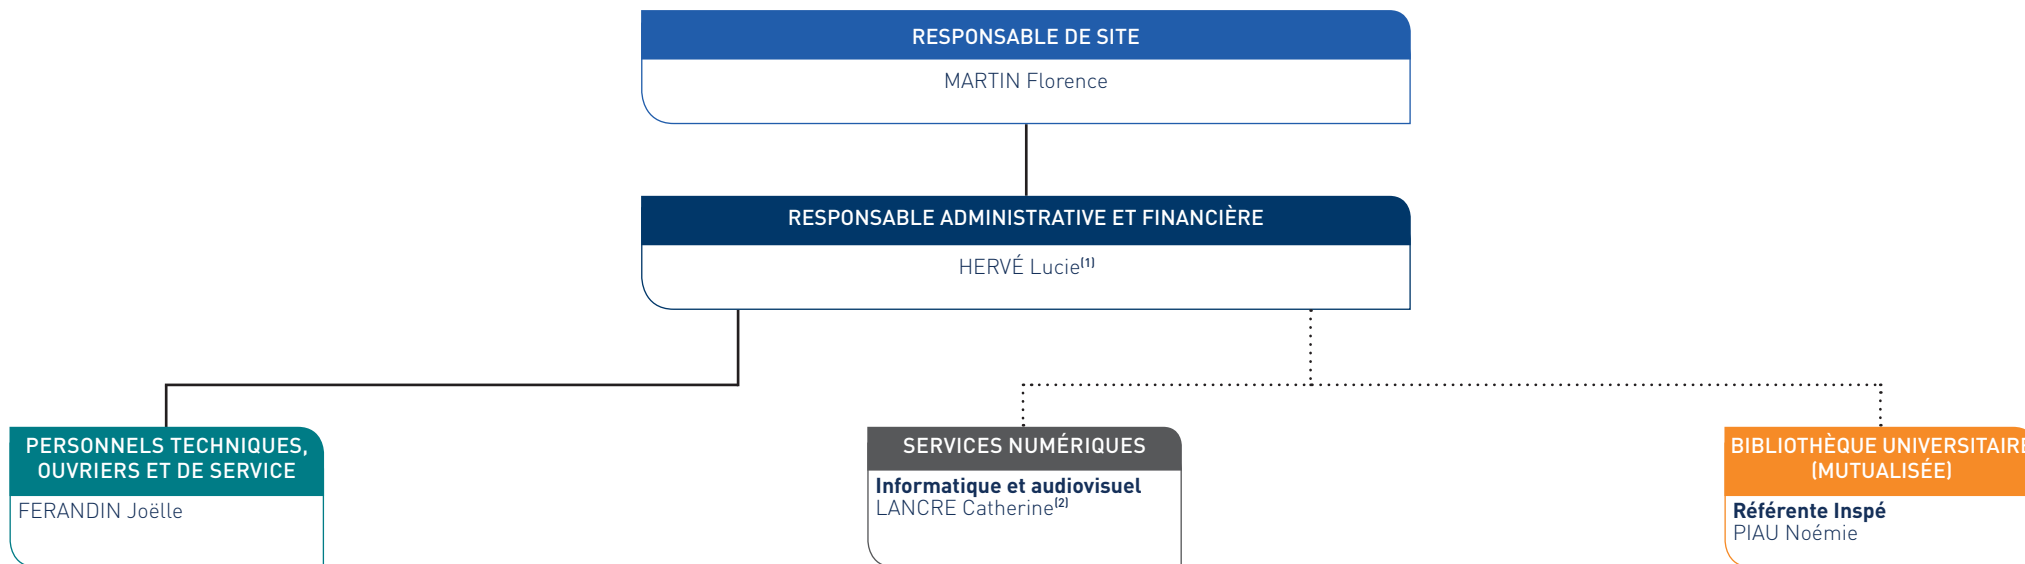 RESPONSABLE DE SITE
MARTIN Florence
RESPONSABLE ADMINISTRATIVE ET FINANCIÈRE
HERVÉ Lucie(1)
PERSONNELS TECHNIQUES,
OUVRIERS ET DE SERVICE
FERANDIN Joëlle
SERVICES NUMÉRIQUES
Informatique et audiovisuel
LANCRE Catherine(2)
BIBLIOTHÈQUE UNIVERSITAIRE
(MUTUALISÉE)
Référente Inspé
PIAU Noémie